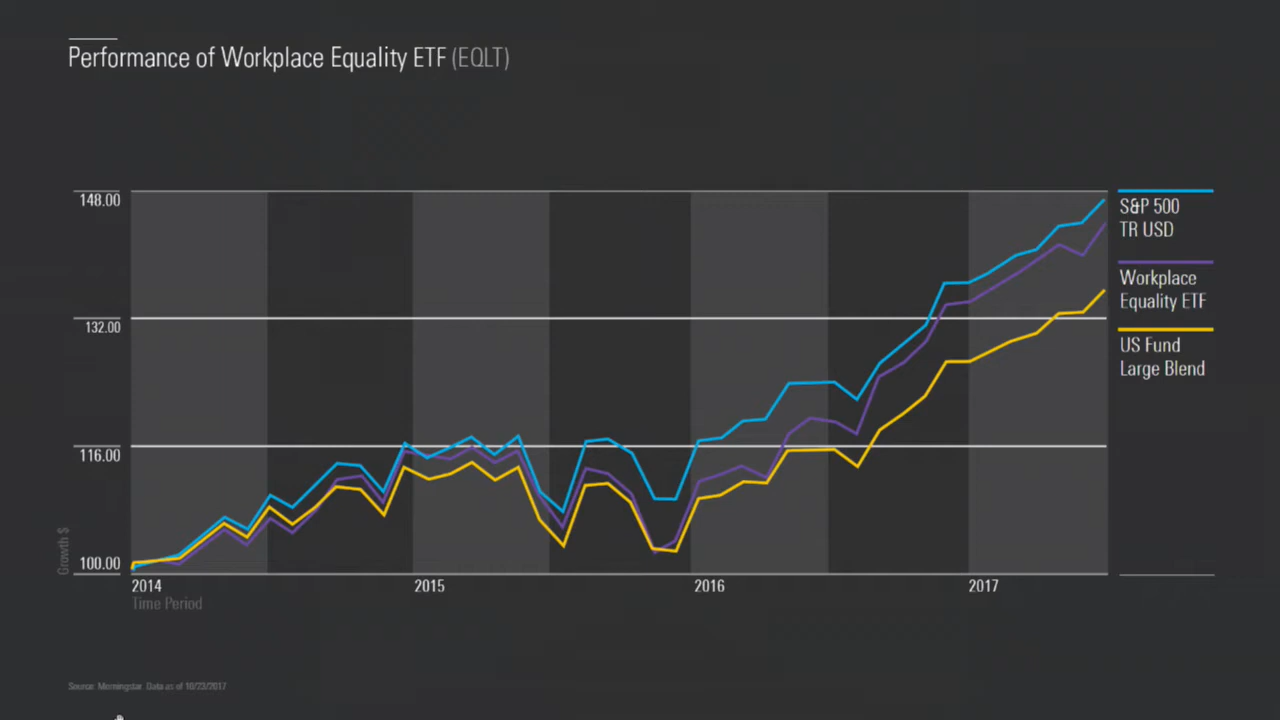 Performance of Workplace Equality ETF (EQLT)
148.00
132.00
116.00
100.00
Growth $
2014
2015
2016
2017
Time Period
S&P 500
TR USD
Workplace
Equality ETF
US Fund
Large Blend
Source: Morningstar. Data as of 10/23/2017